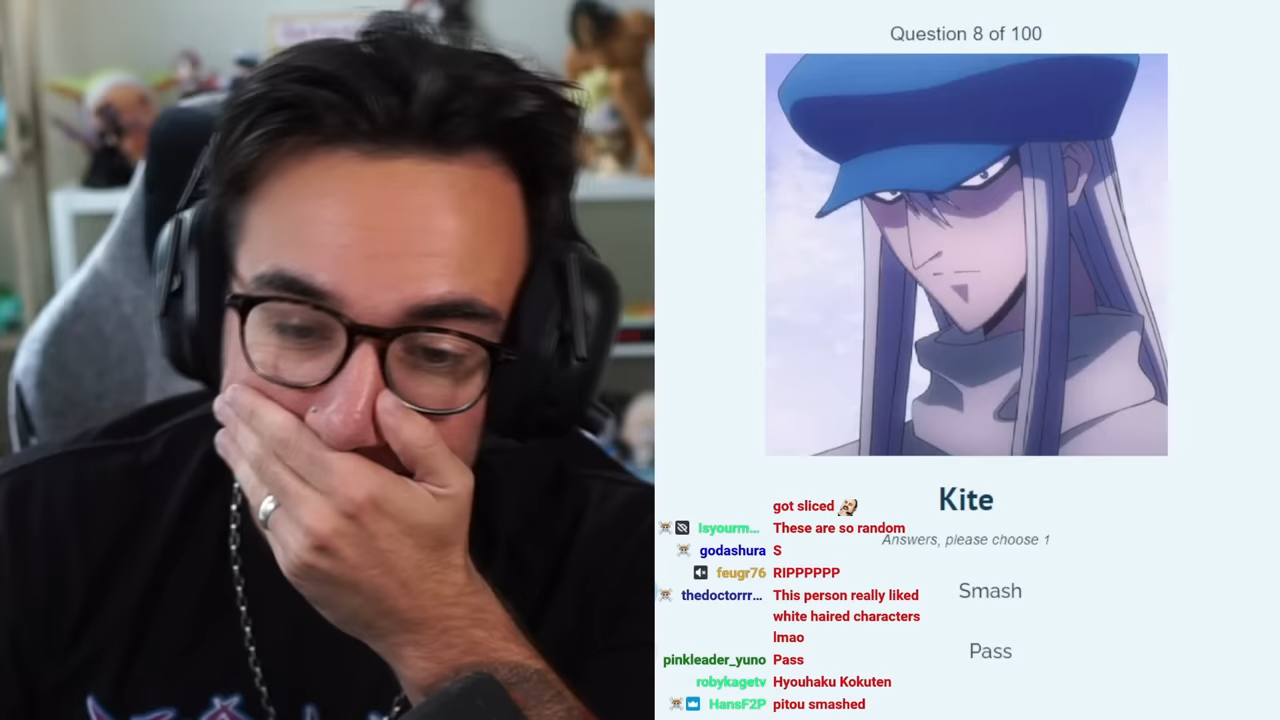 Question 8 of 100
Kite
got sliced
Isyourm... These are so random
Answers, please choose 1
godashura S
feugr76 RIPPPPPP
thedoctorrr... This person really liked
white haired characters
lmao
Smash
pinkleader_yuno Pass
Pass
robykagetv Hyouhaku Kokuten
HansF2P pitou smashed